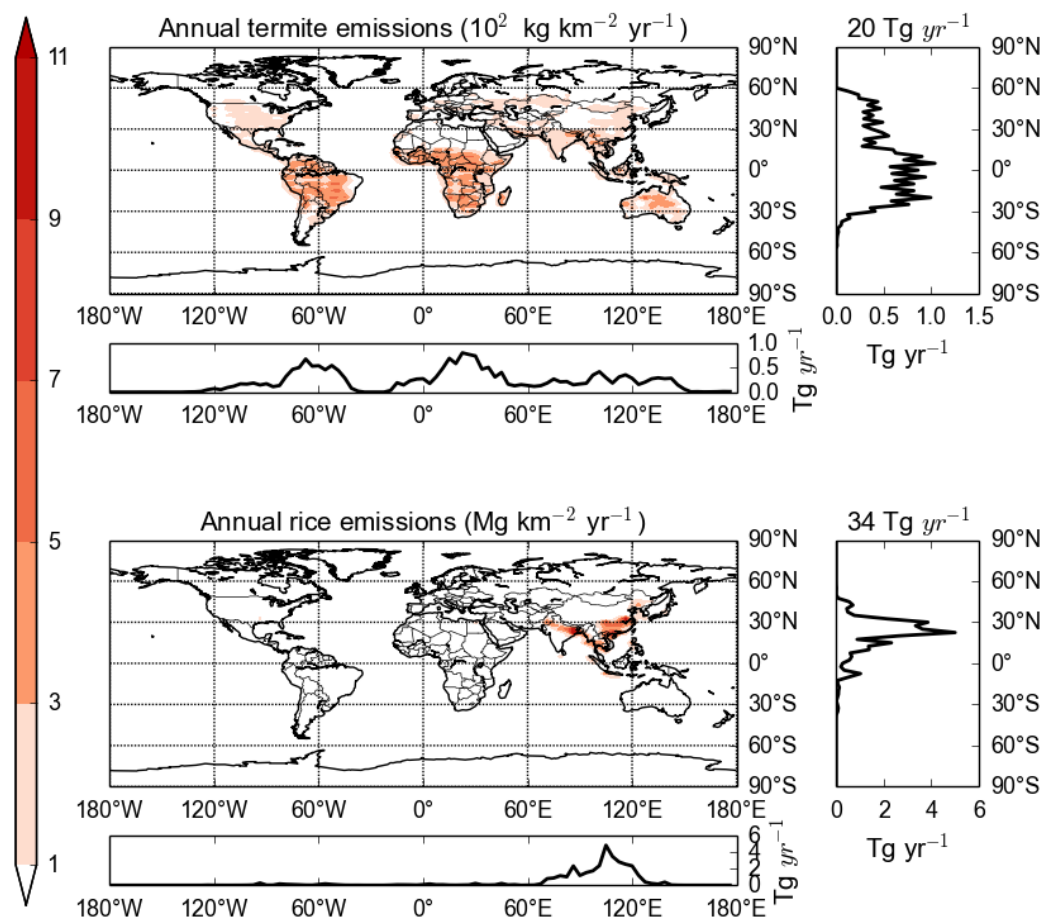 Annual termite emissions (10² kg km⁻² yr⁻¹)
20 Tg yr⁻¹
11
9
7
5
3
1
90°N
60°N
30°N
0°
30°S
60°S
90°S
180°W 120°W 60°W 0° 60°E 120°E 180°E
90°N
60°N
30°N
0°
30°S
60°S
90°S
0.0 0.5 1.0 1.5
Tg yr⁻¹
1.0
0.5
0.0
Tg yr⁻¹
180°W 120°W 60°W 0° 60°E 120°E 180°E
Annual rice emissions (Mg km⁻² yr⁻¹)
34 Tg yr⁻¹
90°N
60°N
30°N
0°
30°S
60°S
90°S
180°W 120°W 60°W 0° 60°E 120°E 180°E
90°N
60°N
30°N
0°
30°S
60°S
90°S
0 2 4 6
Tg yr⁻¹
6
4
2
0
Tg yr⁻¹
180°W 120°W 60°W 0° 60°E 120°E 180°E